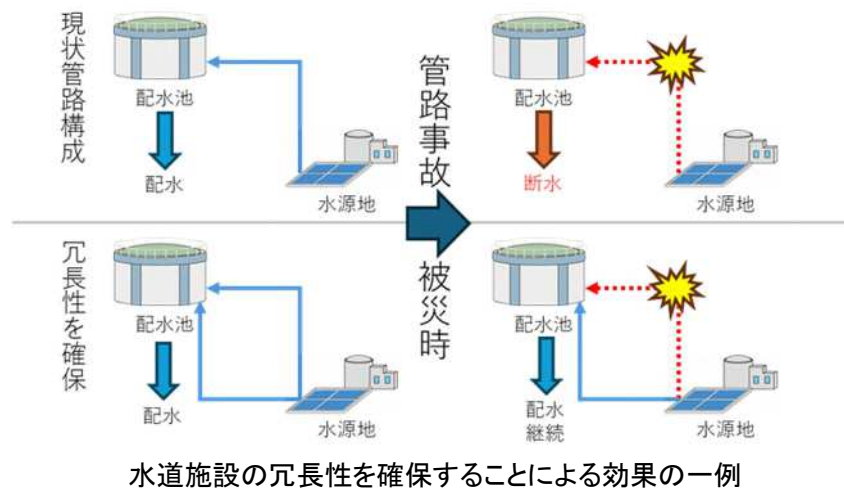 現状管路構成
配水池
配水
水源地
管路事故
配水池
断水
水源地
冗長性を確保
配水池
配水
水源地
被災時
配水池
配水
継続
水源地
水道施設の冗長性を確保することによる効果の一例